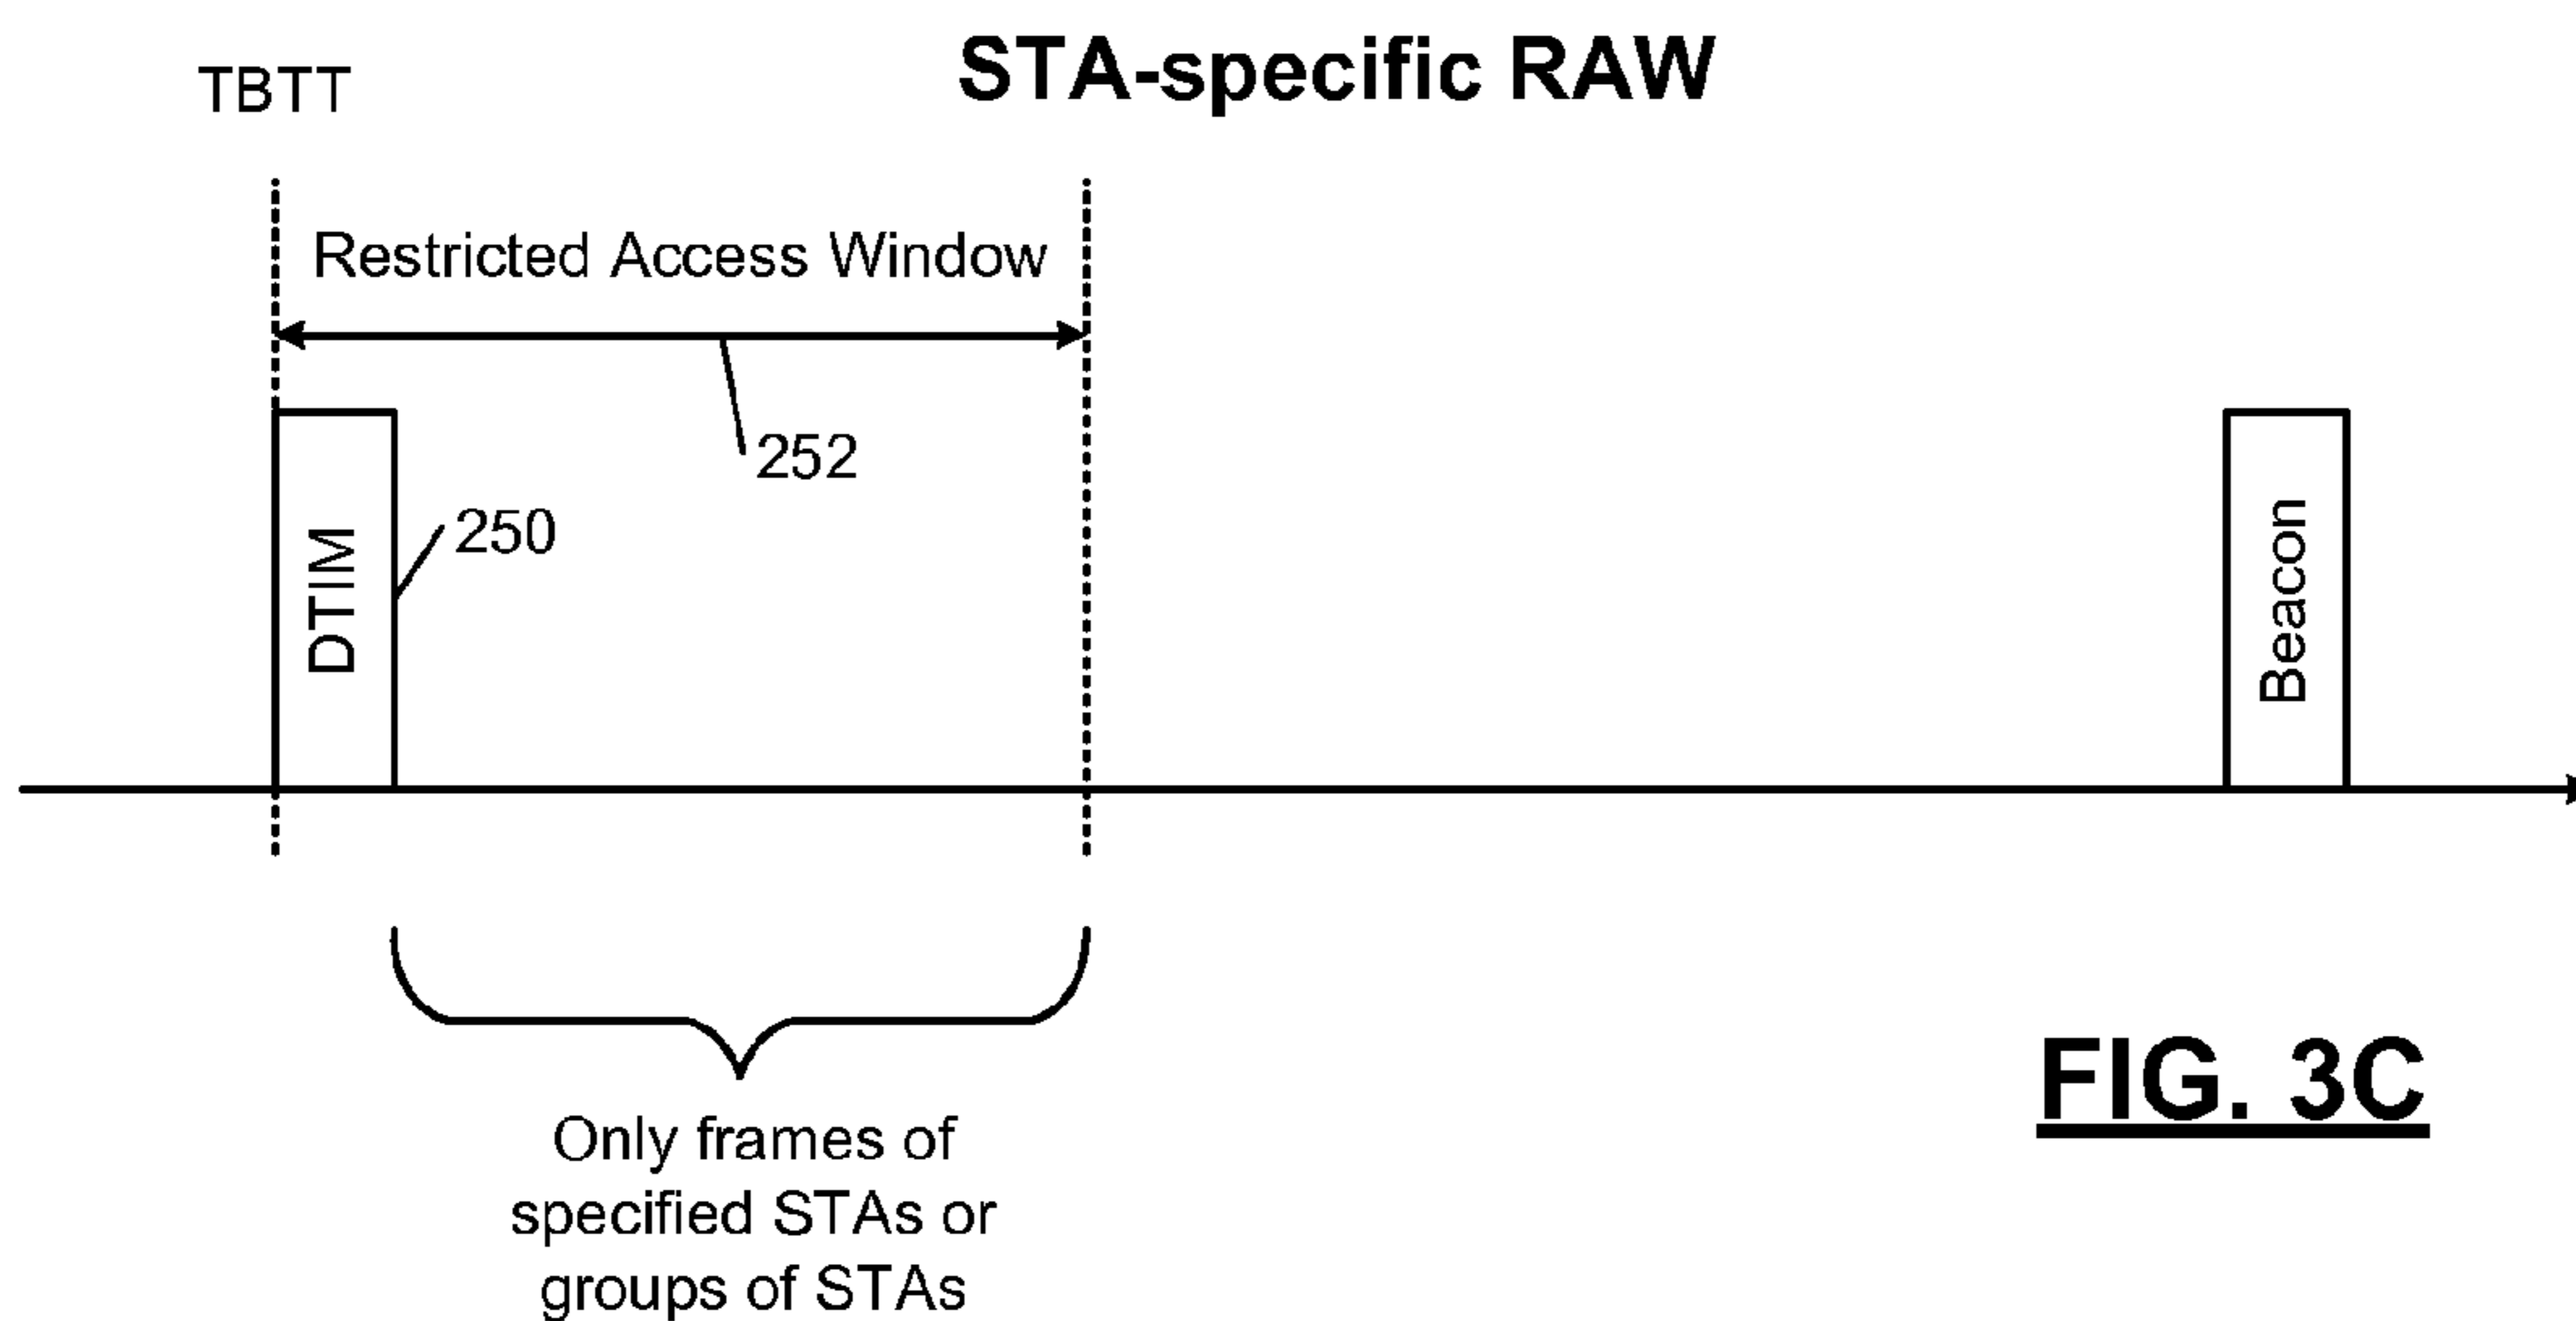 STA-specific RAW
TBTT
Restricted Access Window
252
250
DTIM
Beacon
Only frames of
specified STAs or
groups of STAs
FIG. 3C